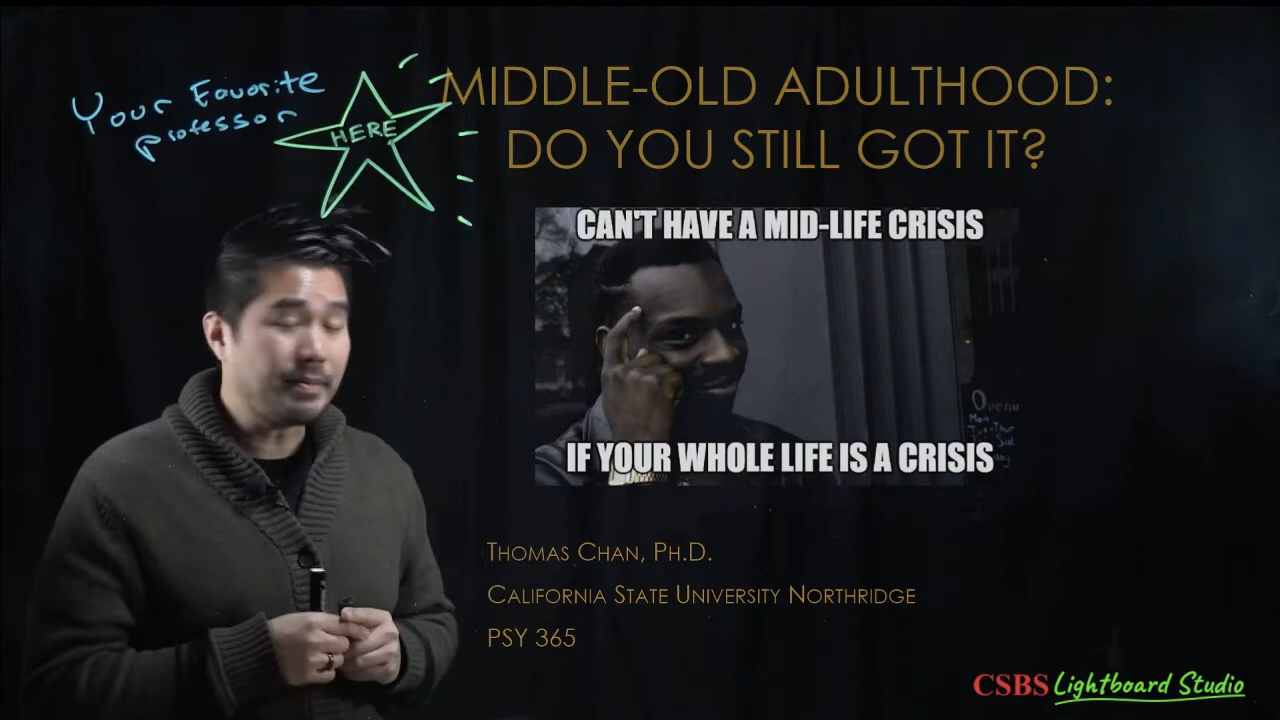 Your Favorite
professor
HERE
MIDDLE-OLD ADULTHOOD:
DO YOU STILL GOT IT?
CAN'T HAVE A MID-LIFE CRISIS
IF YOUR WHOLE LIFE IS A CRISIS
THOMAS CHAN, PH.D.
CALIFORNIA STATE UNIVERSITY NORTHRIDGE
PSY 365
CSBS Lightboard Studio